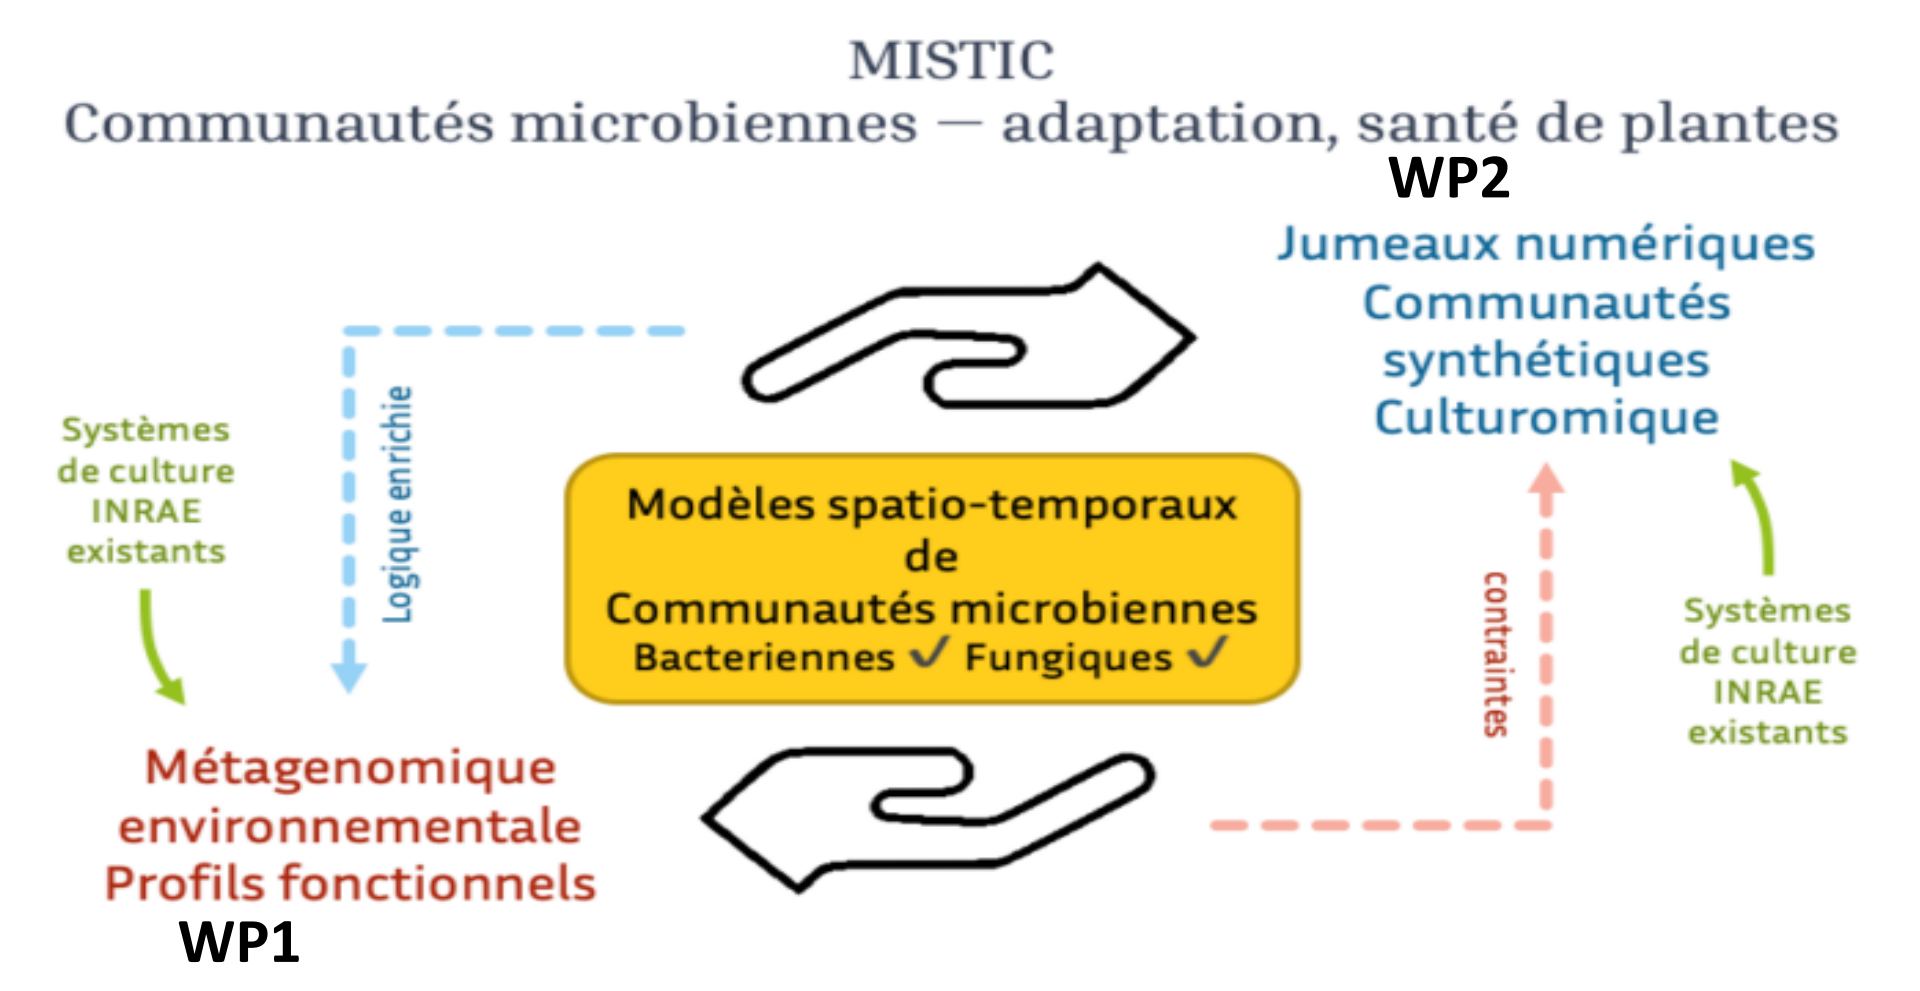 MISTIC
Communautés microbiennes — adaptation, santé de plantes
WP2
Jumeaux numériques
Communautés
synthétiques
Culturomique
Logique enrichie
Systèmes
de culture
INRAE
existants
Modèles spatio-temporaux
de
Communautés microbiennes
Bacteriennes ✓ Fungiques ✓
contraintes
Systèmes
de culture
INRAE
existants
Métagenomique
environnementale
Profils fonctionnels
WP1